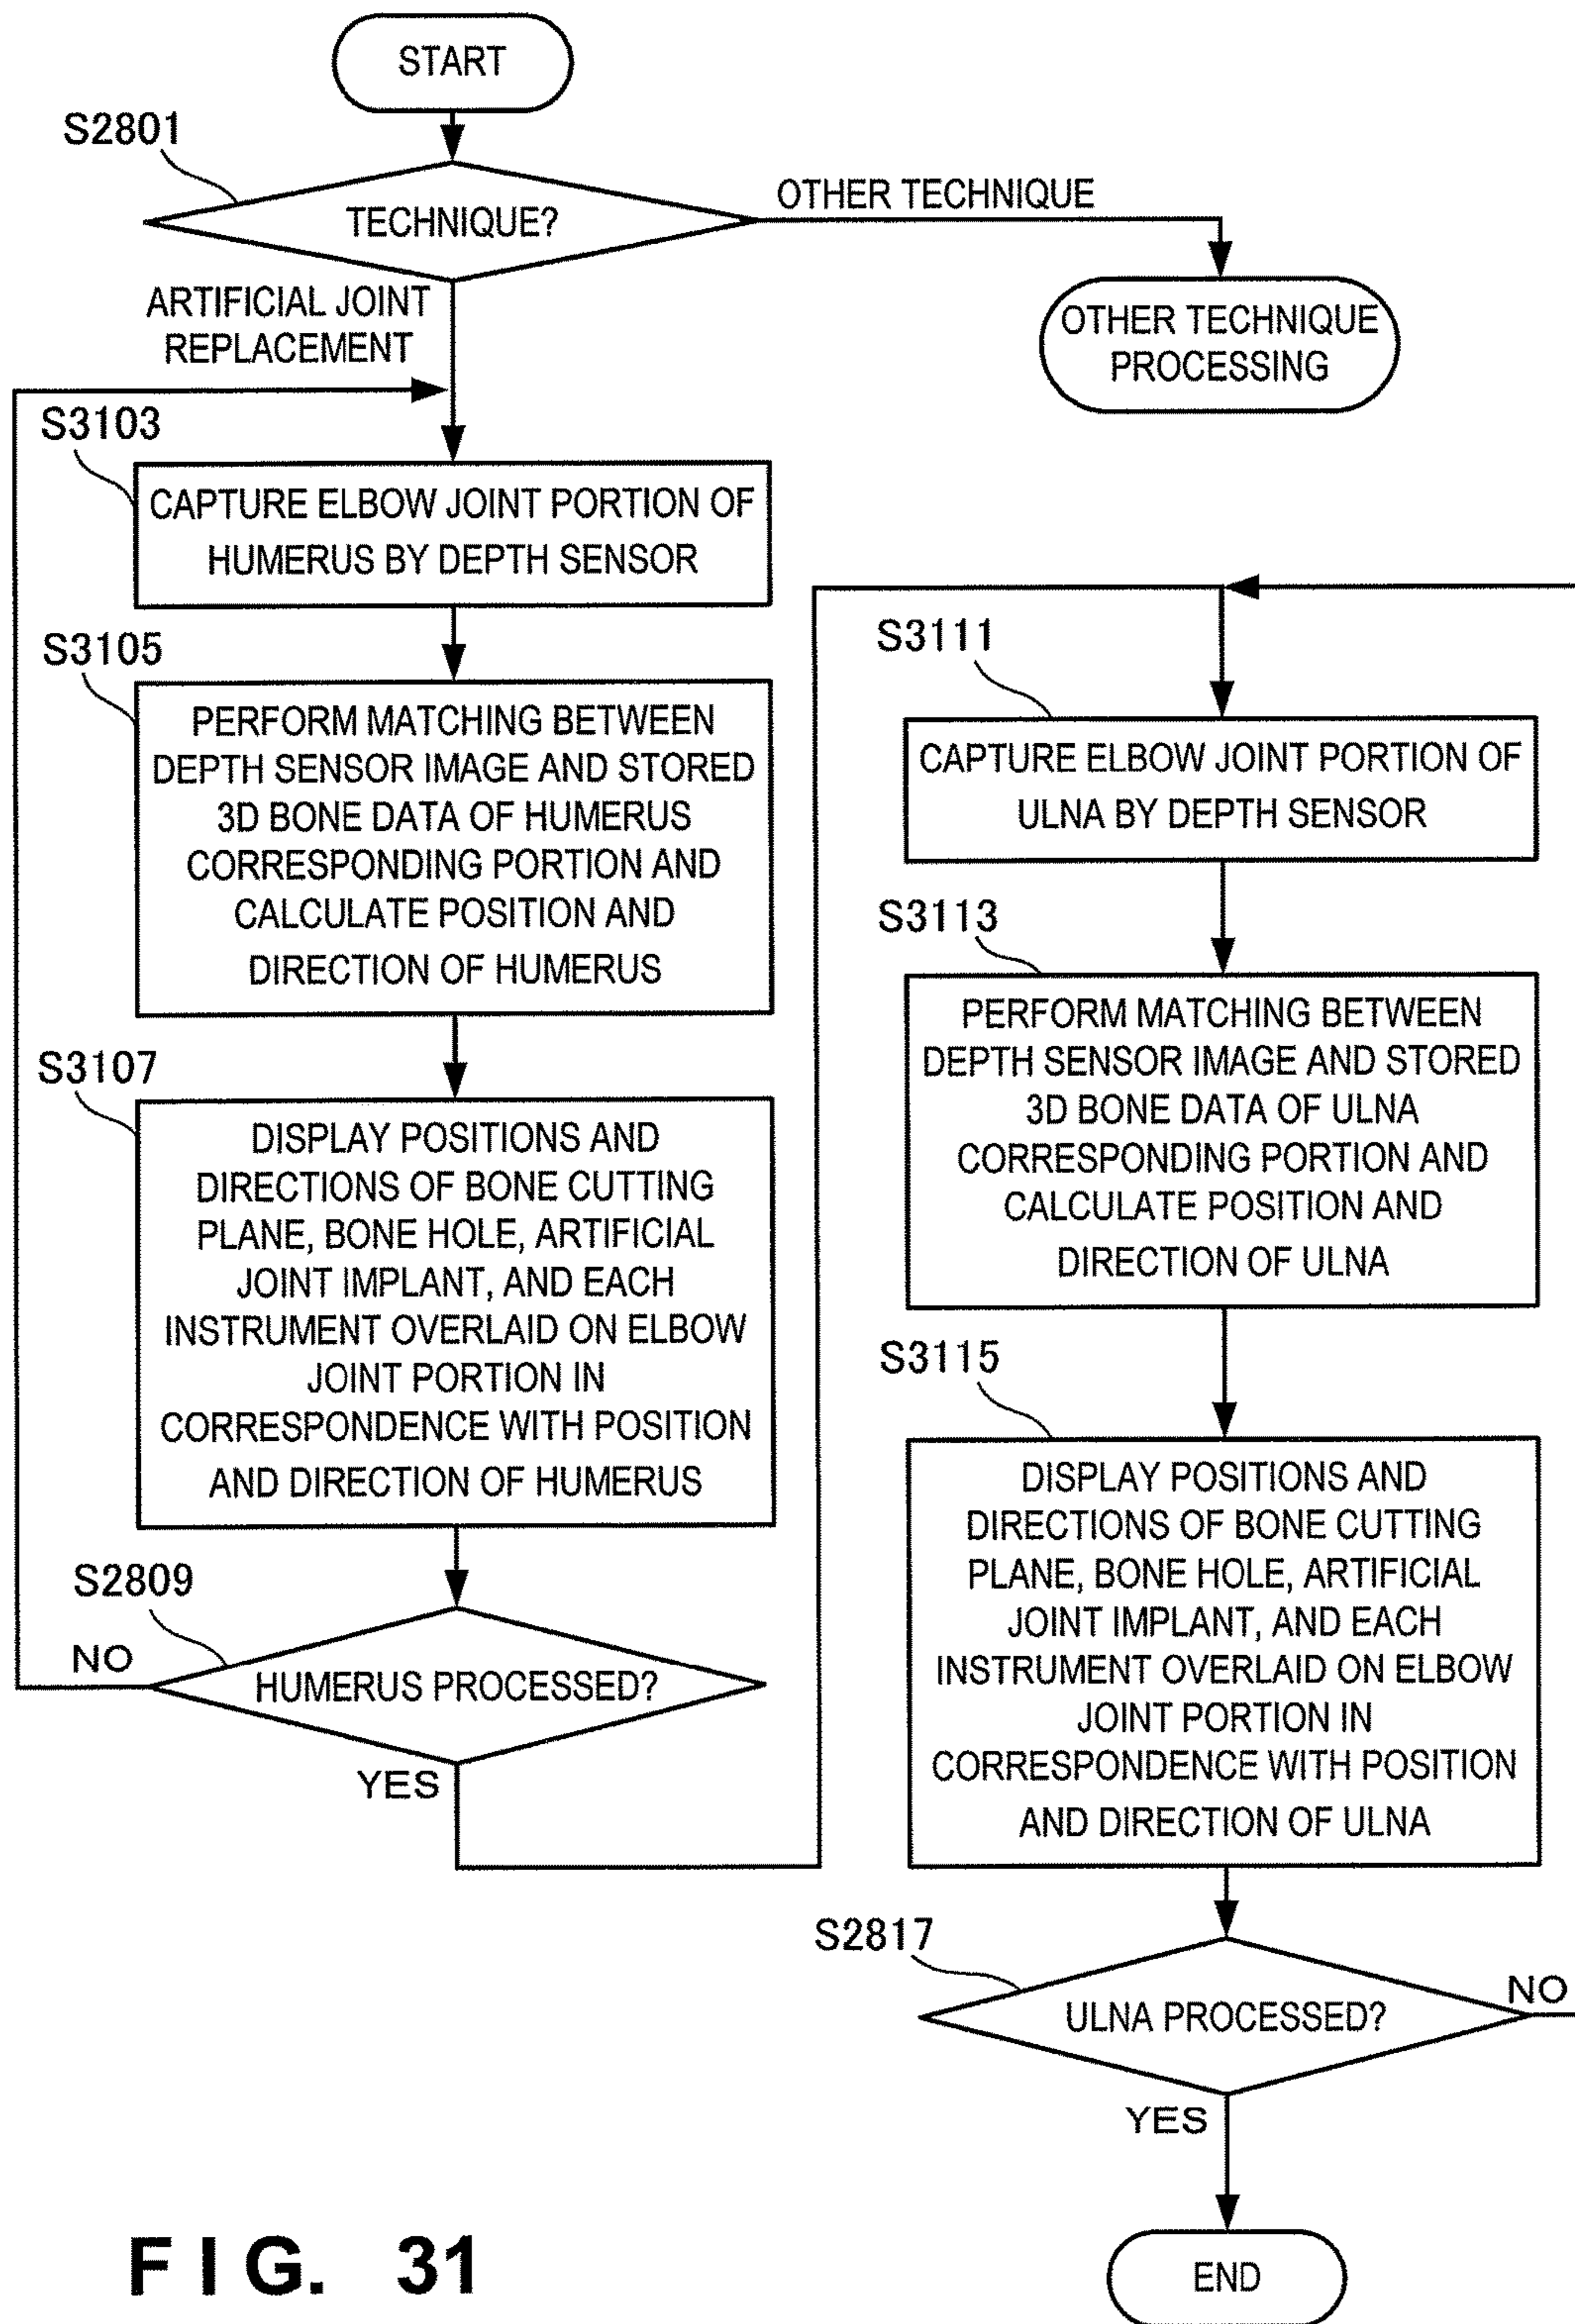 START
S2801
TECHNIQUE?
OTHER TECHNIQUE
ARTIFICIAL JOINT
REPLACEMENT
OTHER TECHNIQUE
PROCESSING
S3103
CAPTURE ELBOW JOINT PORTION OF
HUMERUS BY DEPTH SENSOR
S3105
PERFORM MATCHING BETWEEN
DEPTH SENSOR IMAGE AND STORED
3D BONE DATA OF HUMERUS
CORRESPONDING PORTION AND
CALCULATE POSITION AND
DIRECTION OF HUMERUS
S3107
DISPLAY POSITIONS AND
DIRECTIONS OF BONE CUTTING
PLANE, BONE HOLE, ARTIFICIAL
JOINT IMPLANT, AND EACH
INSTRUMENT OVERLAID ON ELBOW
JOINT PORTION IN
CORRESPONDENCE WITH POSITION
AND DIRECTION OF HUMERUS
S2809
NO
HUMERUS PROCESSED?
YES
S3111
CAPTURE ELBOW JOINT PORTION OF
ULNA BY DEPTH SENSOR
S3113
PERFORM MATCHING BETWEEN
DEPTH SENSOR IMAGE AND STORED
3D BONE DATA OF ULNA
CORRESPONDING PORTION AND
CALCULATE POSITION AND
DIRECTION OF ULNA
S3115
DISPLAY POSITIONS AND
DIRECTIONS OF BONE CUTTING
PLANE, BONE HOLE, ARTIFICIAL
JOINT IMPLANT, AND EACH
INSTRUMENT OVERLAID ON ELBOW
JOINT PORTION IN
CORRESPONDENCE WITH POSITION
AND DIRECTION OF ULNA
S2817
NO
ULNA PROCESSED?
YES
END
FIG. 31